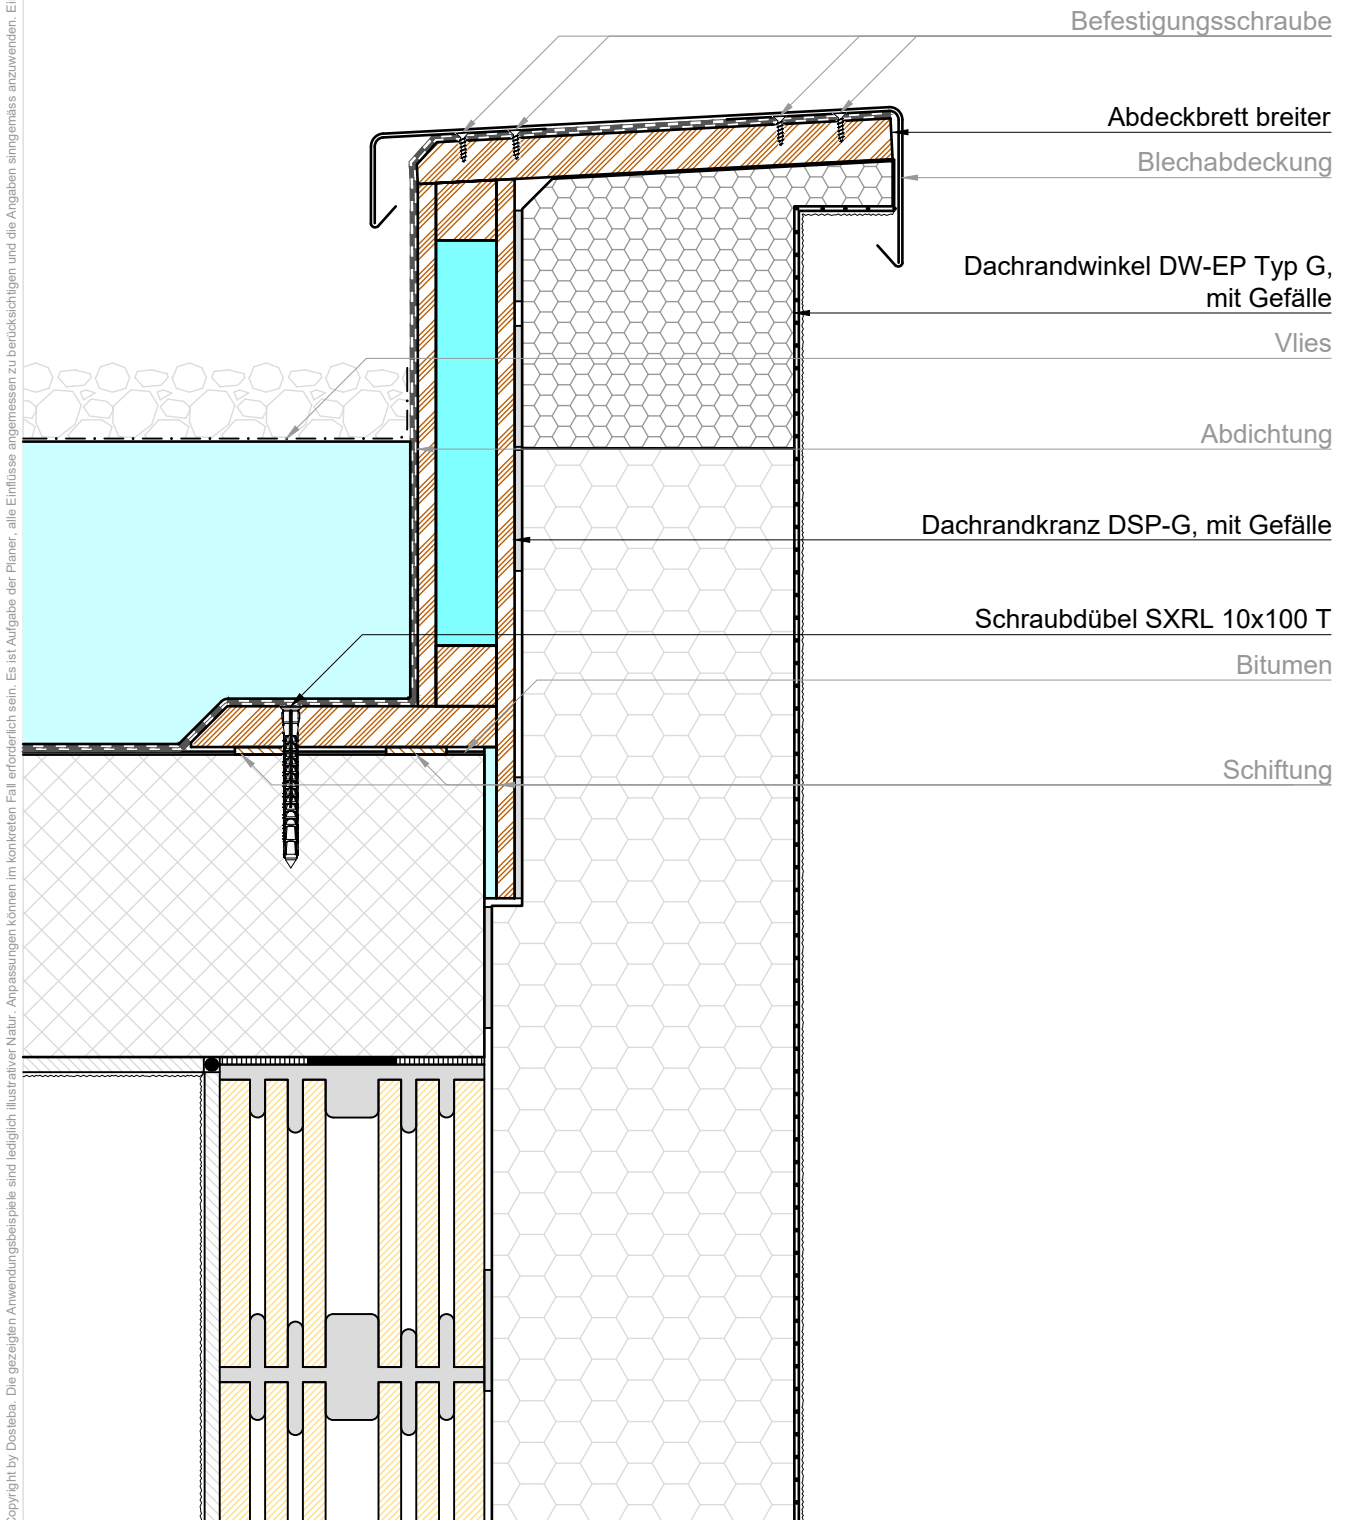 Befestigungsschraube
Abdeckbrett breiter
Blechabdeckung
Dachrandwinkel DW-EP Typ G,
mit Gefälle
Vlies
Abdichtung
Dachrandkranz DSP-G, mit Gefälle
Schraubdübel SXRL 10x100 T
Bitumen
Schiftung
Copyright by Dosteba. Die gezeigten Anwendungsbeispiele sind lediglich illustrativer Natur. Anpassungen können im konkreten Fall erforderlich sein. Es ist Aufgabe der Planer, alle Einflüsse angemessen zu berücksichtigen und die Angaben sinngemäss anzuwenden.